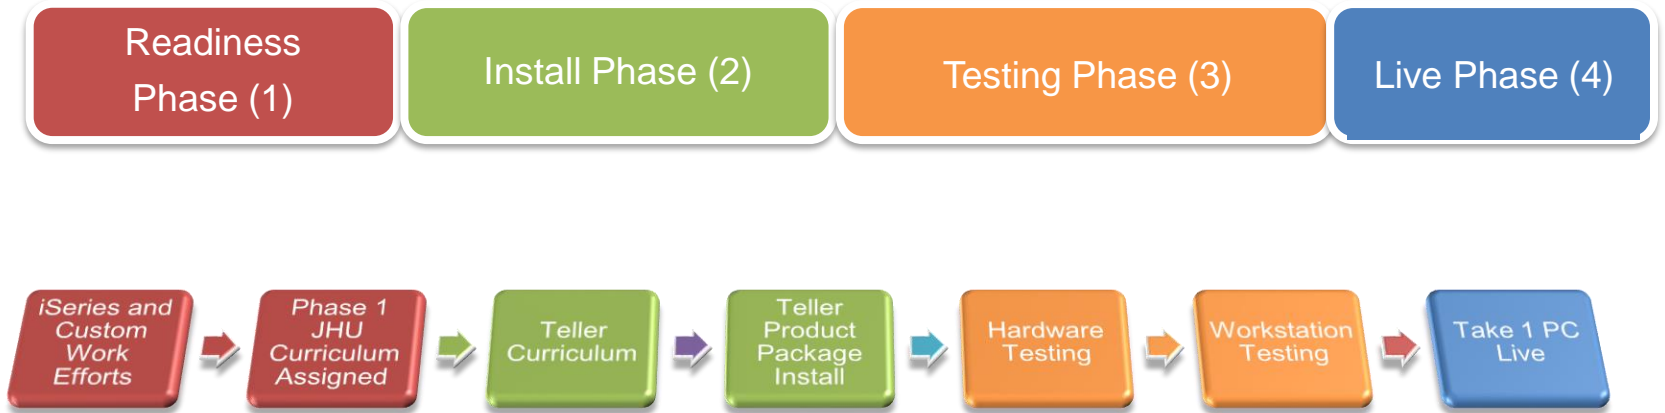 Readiness
Phase (1)
Install Phase (2)
Testing Phase (3)
Live Phase (4)
iSeries and
Custom
Work
Efforts
Phase 1
JHU
Curriculum
Assigned
Teller
Curriculum
Teller
Product
Package
Install
Hardware
Testing
Workstation
Testing
Take 1 PC
Live